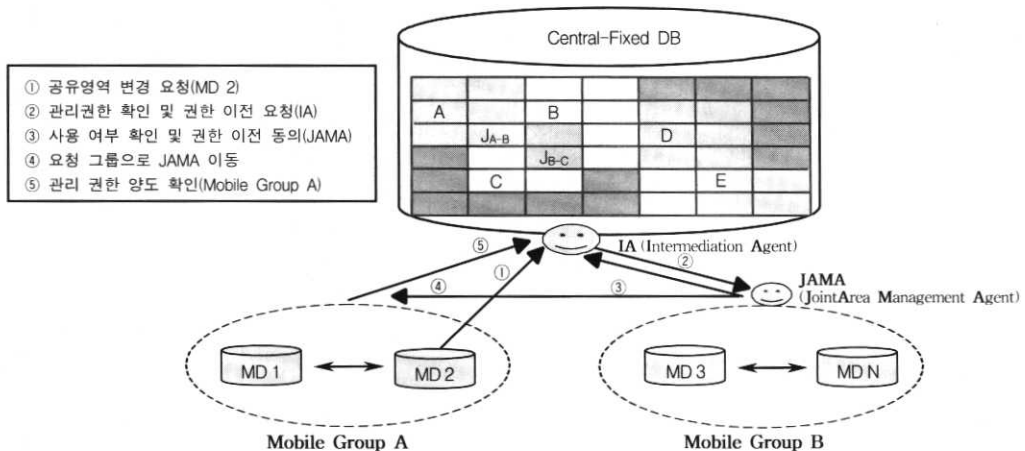 Central-Fixed DB
① 공유영역 변경 요청(MD 2)
② 관리권한 확인 및 권한 이전 요청(IA)
③ 사용 여부 확인 및 권한 이전 동의(JAMA)
④ 요청 그룹으로 JAMA 이동
⑤ 관리 권한 양도 확인(Mobile Group A)
A B
JA-B D
JB-C
C E
⑤ IA (Intermediation Agent)
① ②
④ ③ JAMA
(JointArea Management Agent)
MD 1 MD 2 MD 3 MD N
Mobile Group A Mobile Group B